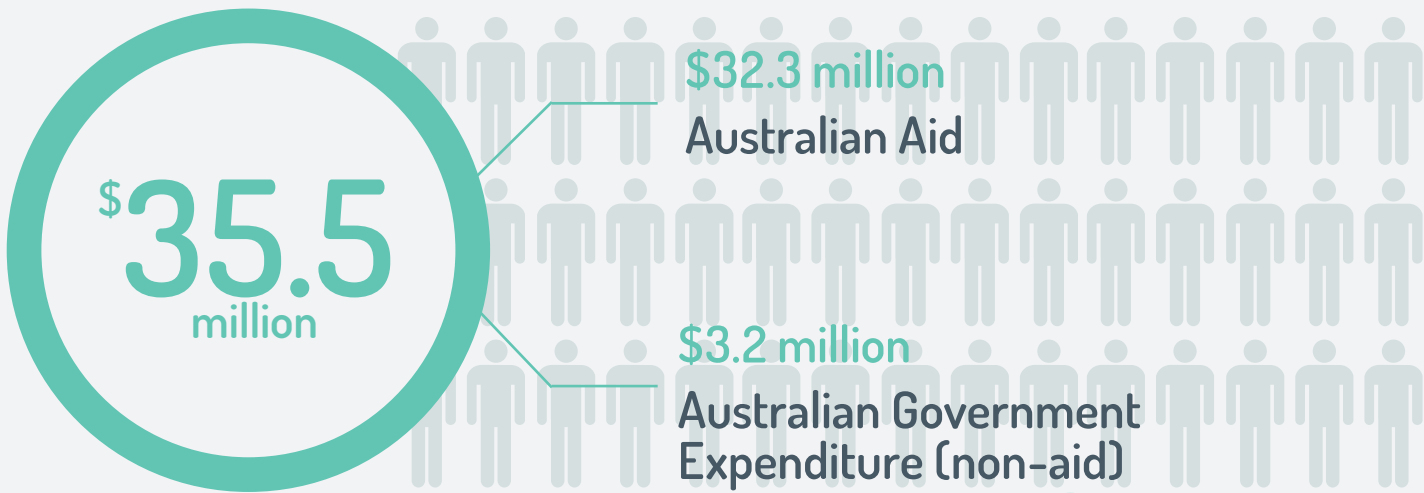 $35.5
million
$32.3 million
Australian Aid
$3.2 million
Australian Government
Expenditure (non-aid)